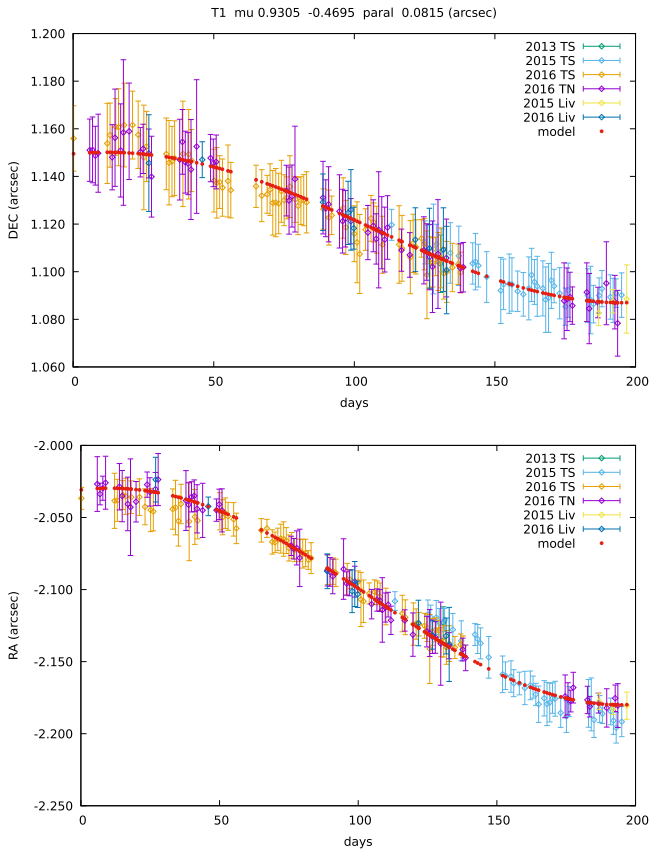 T1 mu 0.9305 -0.4695 paral 0.0815 (arcsec)
1.200
1.180
1.160
1.140
1.120
1.100
1.080
1.060
DEC (arcsec)
2013 TS
2015 TS
2016 TS
2016 TN
2015 Liv
2016 Liv
model
0
50
100
150
200
days
-2.000
-2.050
-2.100
-2.150
-2.200
-2.250
RA (arcsec)
2013 TS
2015 TS
2016 TS
2016 TN
2015 Liv
2016 Liv
model
0
50
100
150
200
days